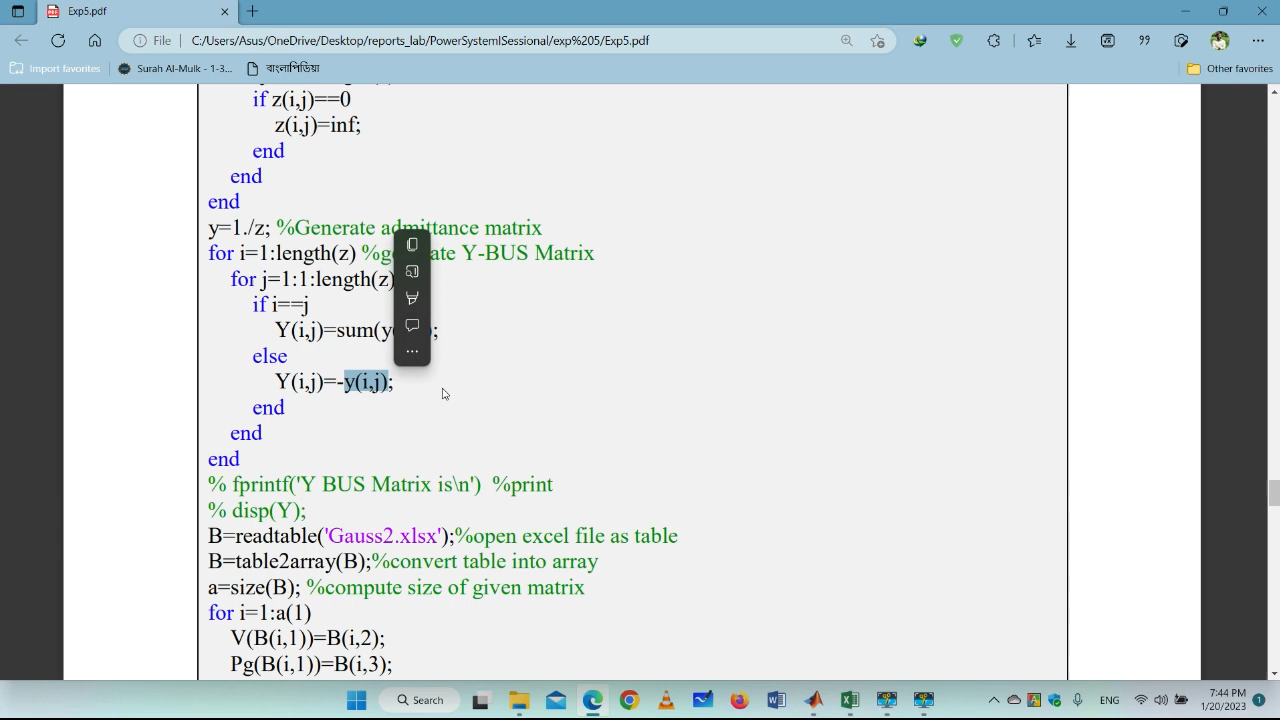 Exp5.pdf
File | C:/Users/Asus/OneDrive/Desktop/reports_lab/PowerSystemISessional/exp%205/Exp5.pdf
Import favorites
Surah Al-Mulk - 1-3...
বাংলাপিডিয়া
Other favorites
if z(i,j)==0
z(i,j)=inf;
end
end
end
y=1./z; %Generate admittance matrix
for i=1:length(z) %ge ate Y-BUS Matrix
for j=1:1:length(z)
if i==j
Y(i,j)=sum(y ;
else
Y(i,j)=-y(i,j);
end
end
end
% fprintf('Y BUS Matrix is\n') %print
% disp(Y);
B=readtable('Gauss2.xlsx');%open excel file as table
B=table2array(B);%convert table into array
a=size(B); %compute size of given matrix
for i=1:a(1)
V(B(i,1))=B(i,2);
Pg(B(i,1))=B(i,3);
Search
ENG
7:44 PM
1/20/2023
1